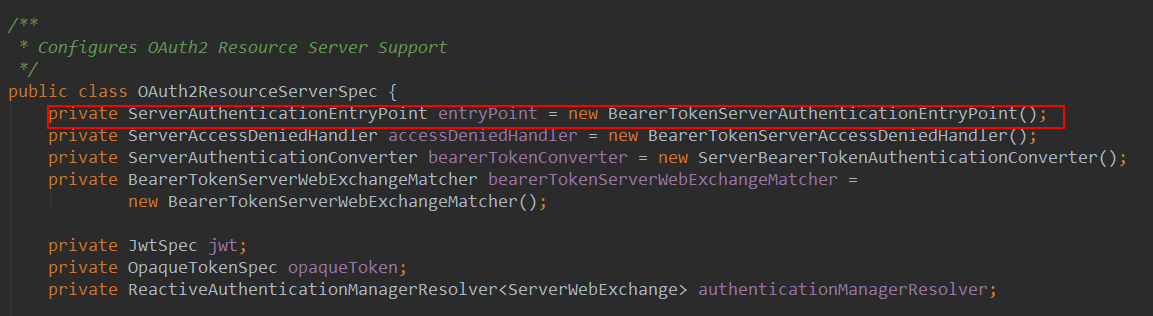 /**
* Configures OAuth2 Resource Server Support
*/
public class OAuth2ResourceServerSpec {
private ServerAuthenticationEntryPoint entryPoint = new BearerTokenServerAuthenticationEntryPoint();
private ServerAccessDeniedHandler accessDeniedHandler = new BearerTokenServerAccessDeniedHandler();
private ServerAuthenticationConverter bearerTokenConverter = new ServerBearerTokenAuthenticationConverter();
private BearerTokenServerWebExchangeMatcher bearerTokenServerWebExchangeMatcher =
new BearerTokenServerWebExchangeMatcher();
private JwtSpec jwt;
private OpaqueTokenSpec opaqueToken;
private ReactiveAuthenticationManagerResolver<ServerWebExchange> authenticationManagerResolver;